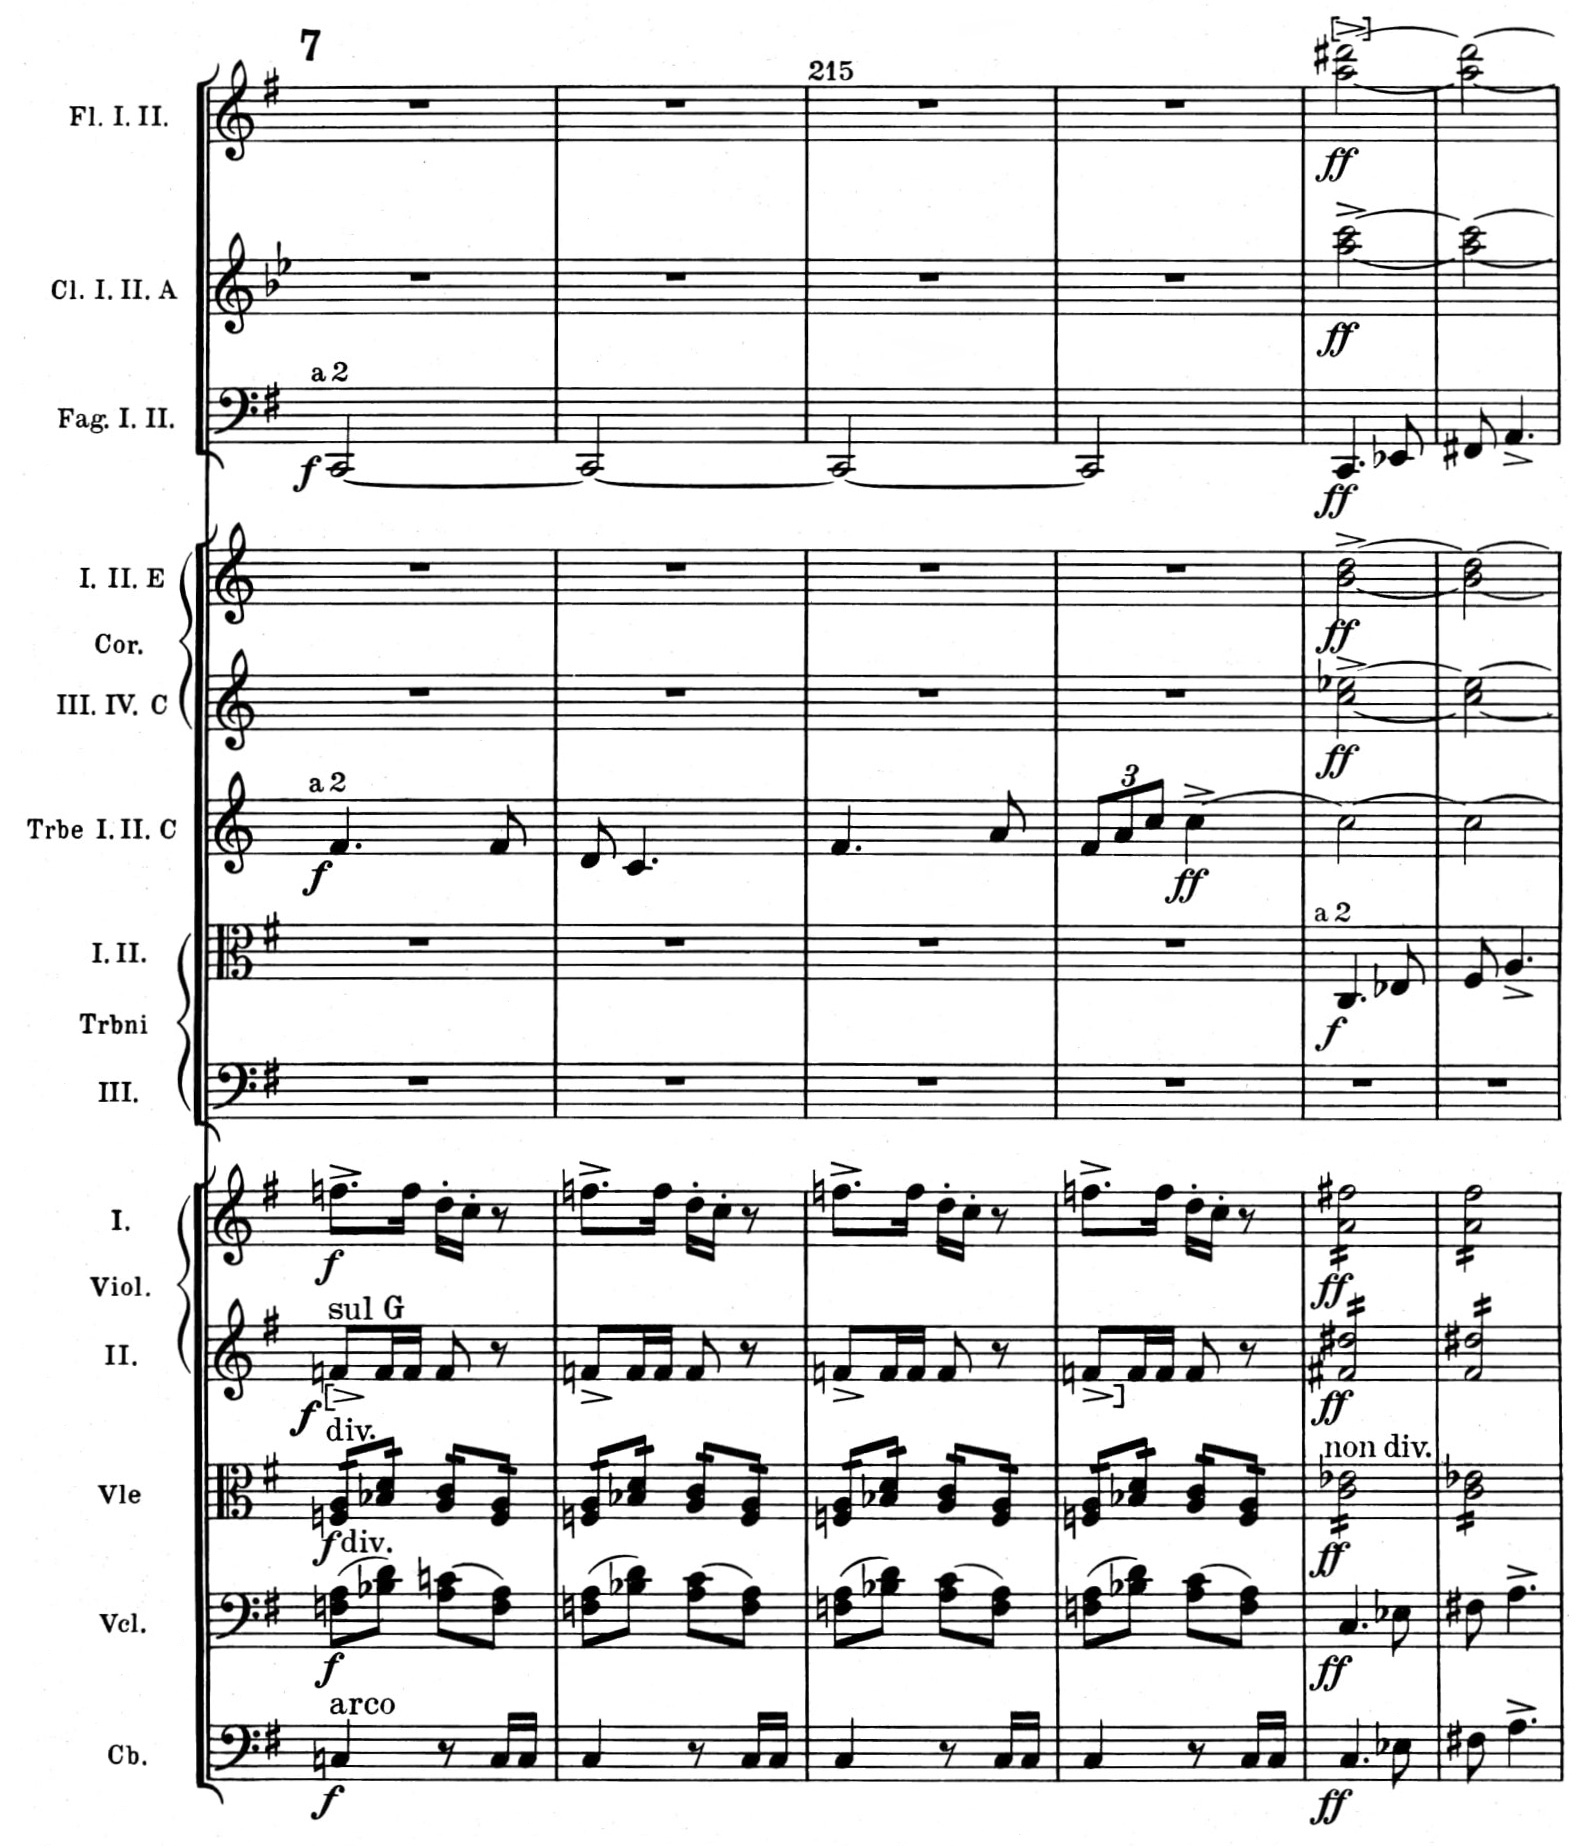 7
215
Fl. I. II.
ff
Cl. I. II. A
ff
a 2
Fag. I. II.
f
ff
I. II. E
ff
Cor.
III. IV. C
ff
a 2
3
Trbe I. II. C
f
ff
a 2
I. II.
f
Trbni
III.
I.
f
ff
Viol.
sul G
II.
f
ff
div.
non div.
Vle
f div.
ff
Vcl.
f
ff
arco
Cb.
f
ff